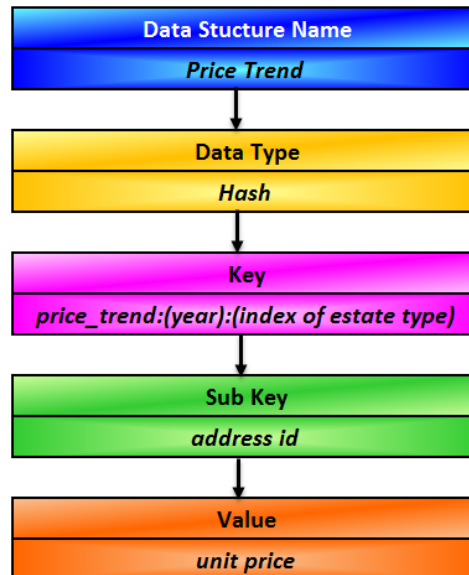 Data Stucture Name
Price Trend
Data Type
Hash
Key
price_trend:(year):(index of estate type)
Sub Key
address id
Value
unit price